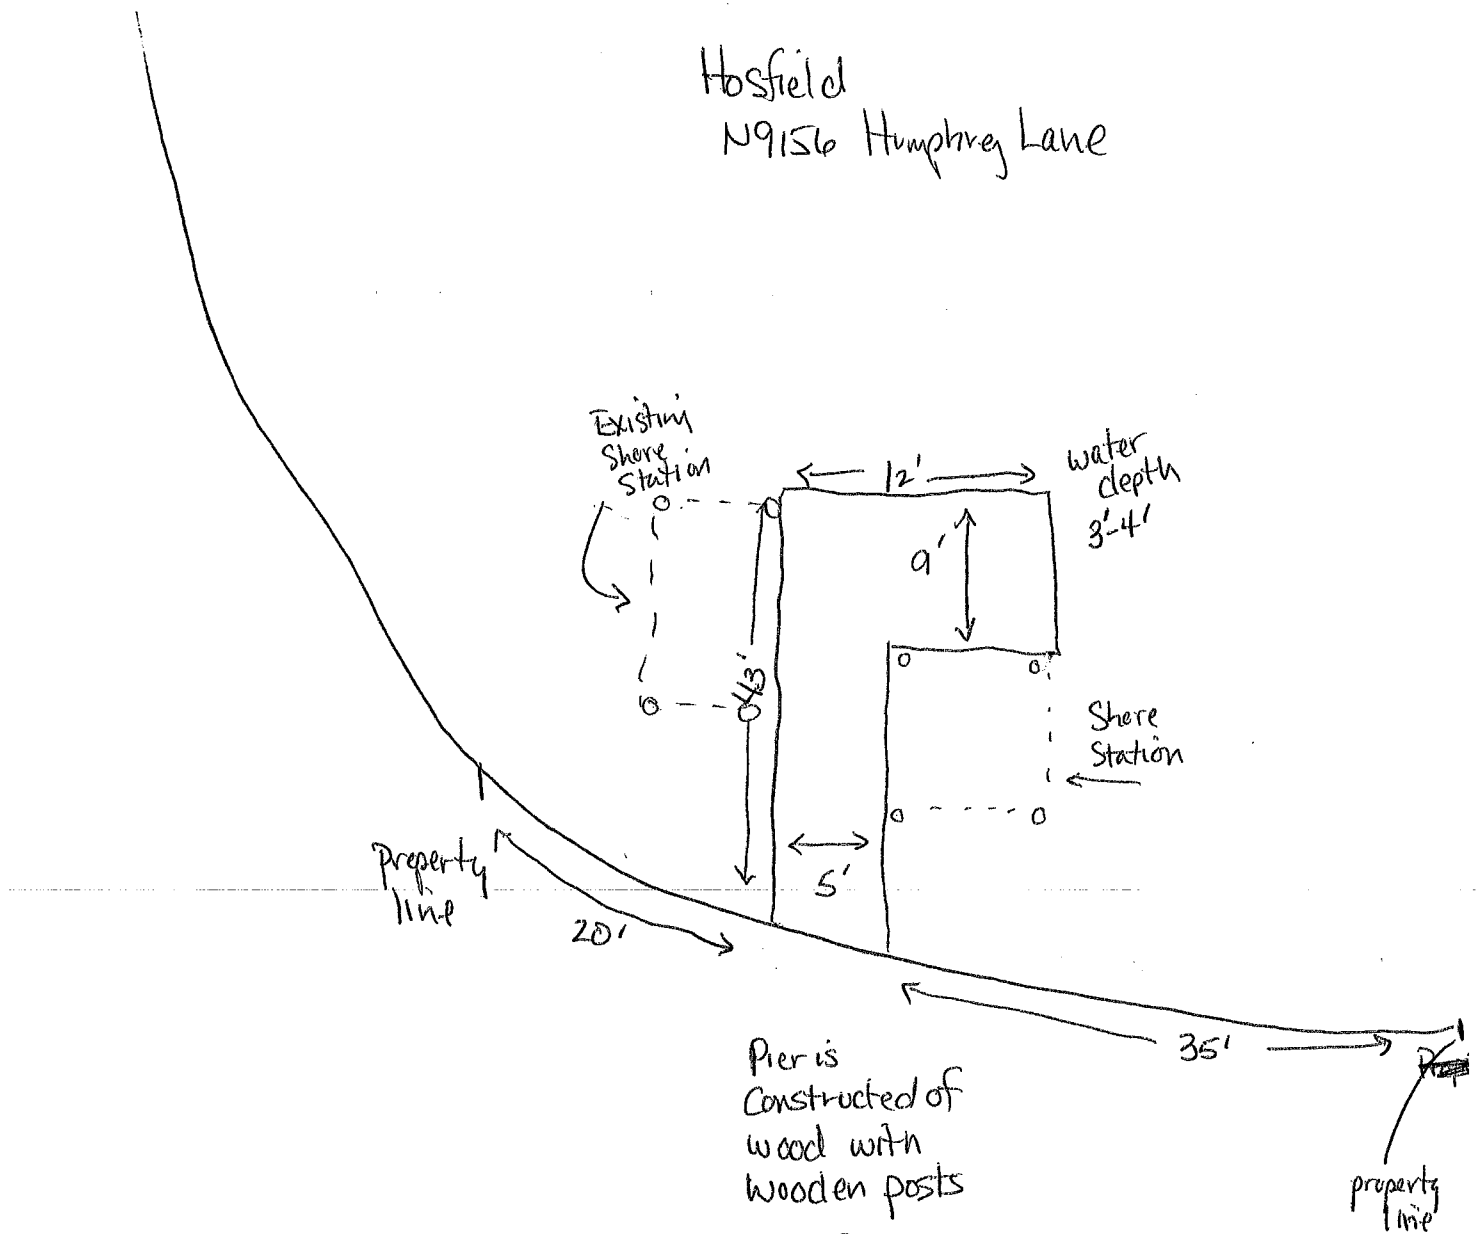 Hosfield
N9156 Humphrey Lane
Existing
Shore
Station
12'
water
depth
3'-4'
9'
43'
Shore
Station
5'
Property
line
20'
35'
Pier is
Constructed of
wood with
wooden posts
property
line